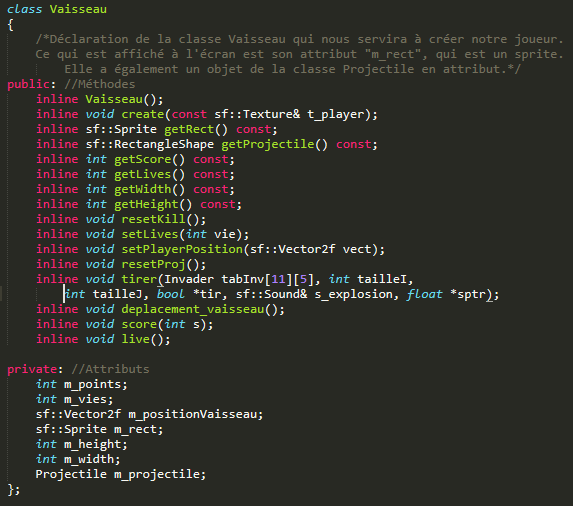 class Vaisseau
{
/*Déclaration de la classe Vaisseau qui nous servira à créer notre joueur.
Ce qui est affiché à l'écran est son attribut "m_rect", qui est un sprite.
Elle a également un objet de la classe Projectile en attribut.*/
public: //Méthodes
inline Vaisseau();
inline void create(const sf::Texture& t_player);
inline sf::Sprite getRect() const;
inline sf::RectangleShape getProjectile() const;
inline int getScore() const;
inline int getLives() const;
inline int getWidth() const;
inline int getHeight() const;
inline void resetKill();
inline void setLives(int vie);
inline void setPlayerPosition(sf::Vector2f vect);
inline void resetProj();
inline void tirer(Invader tabInv[11][5], int tailleI,
int tailleJ, bool *tir, sf::Sound& s_explosion, float *sptr);
inline void deplacement_vaisseau();
inline void score(int s);
inline void live();
private: //Attributs
int m_points;
int m_vies;
sf::Vector2f m_positionVaisseau;
sf::Sprite m_rect;
int m_height;
int m_width;
Projectile m_projectile;
};